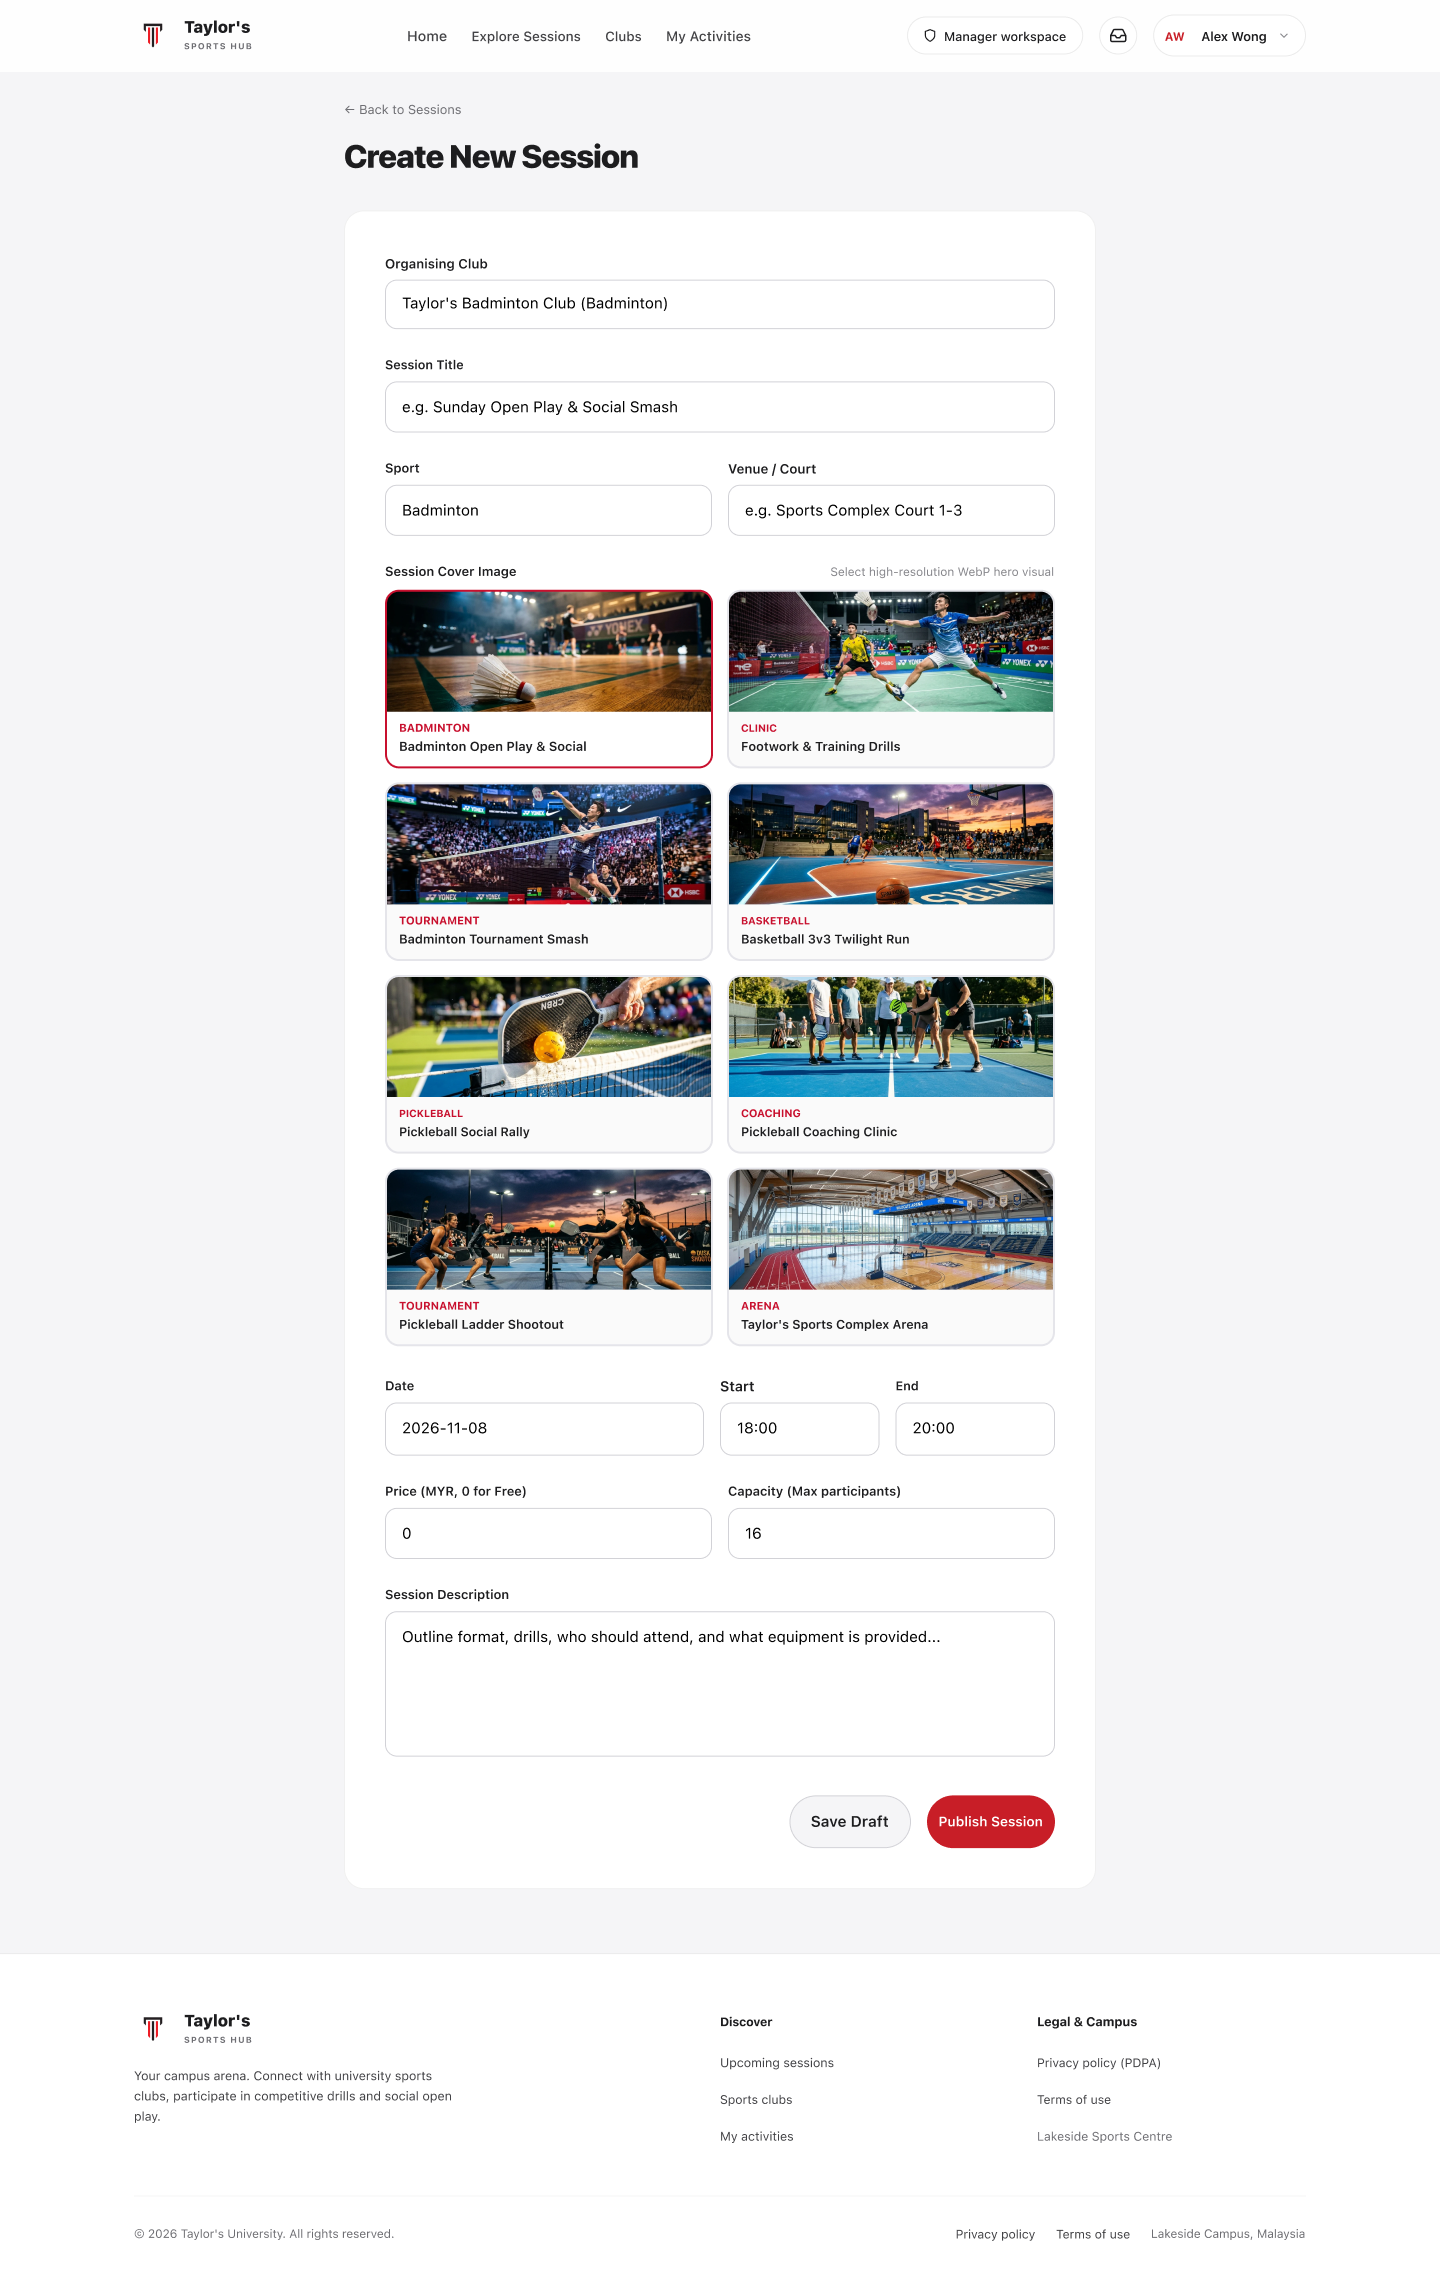 Taylor's
SPORTS HUB
Home
Explore Sessions
Clubs
My Activities
Manager workspace
AW
Alex Wong
← Back to Sessions
Create New Session
Organising Club
Taylor's Badminton Club (Badminton)
Session Title
e.g. Sunday Open Play & Social Smash
Sport
Venue / Court
Badminton
e.g. Sports Complex Court 1-3
Session Cover Image
Select high-resolution WebP hero visual
YONEX
YONEX
YONEX
HSBC
BADMINTON
Badminton Open Play & Social
CLINIC
Footwork & Training Drills
YONEX
YONEX
YONEX
HSBC
TOURNAMENT
Badminton Tournament Smash
BASKETBALL
Basketball 3v3 Twilight Run
CRBN
PICKLEBALL
Pickleball Social Rally
COACHING
Pickleball Coaching Clinic
TOURNAMENT
Pickleball Ladder Shootout
ARENA
Taylor's Sports Complex Arena
Date
Start
End
2026-11-08
18:00
20:00
Price (MYR, 0 for Free)
Capacity (Max participants)
0
16
Session Description
Outline format, drills, who should attend, and what equipment is provided...
Save Draft
Publish Session
Taylor's
SPORTS HUB
Your campus arena. Connect with university sports
clubs, participate in competitive drills and social open
play.
Discover
Upcoming sessions
Sports clubs
My activities
Legal & Campus
Privacy policy (PDPA)
Terms of use
Lakeside Sports Centre
© 2026 Taylor's University. All rights reserved.
Privacy policy
Terms of use
Lakeside Campus, Malaysia